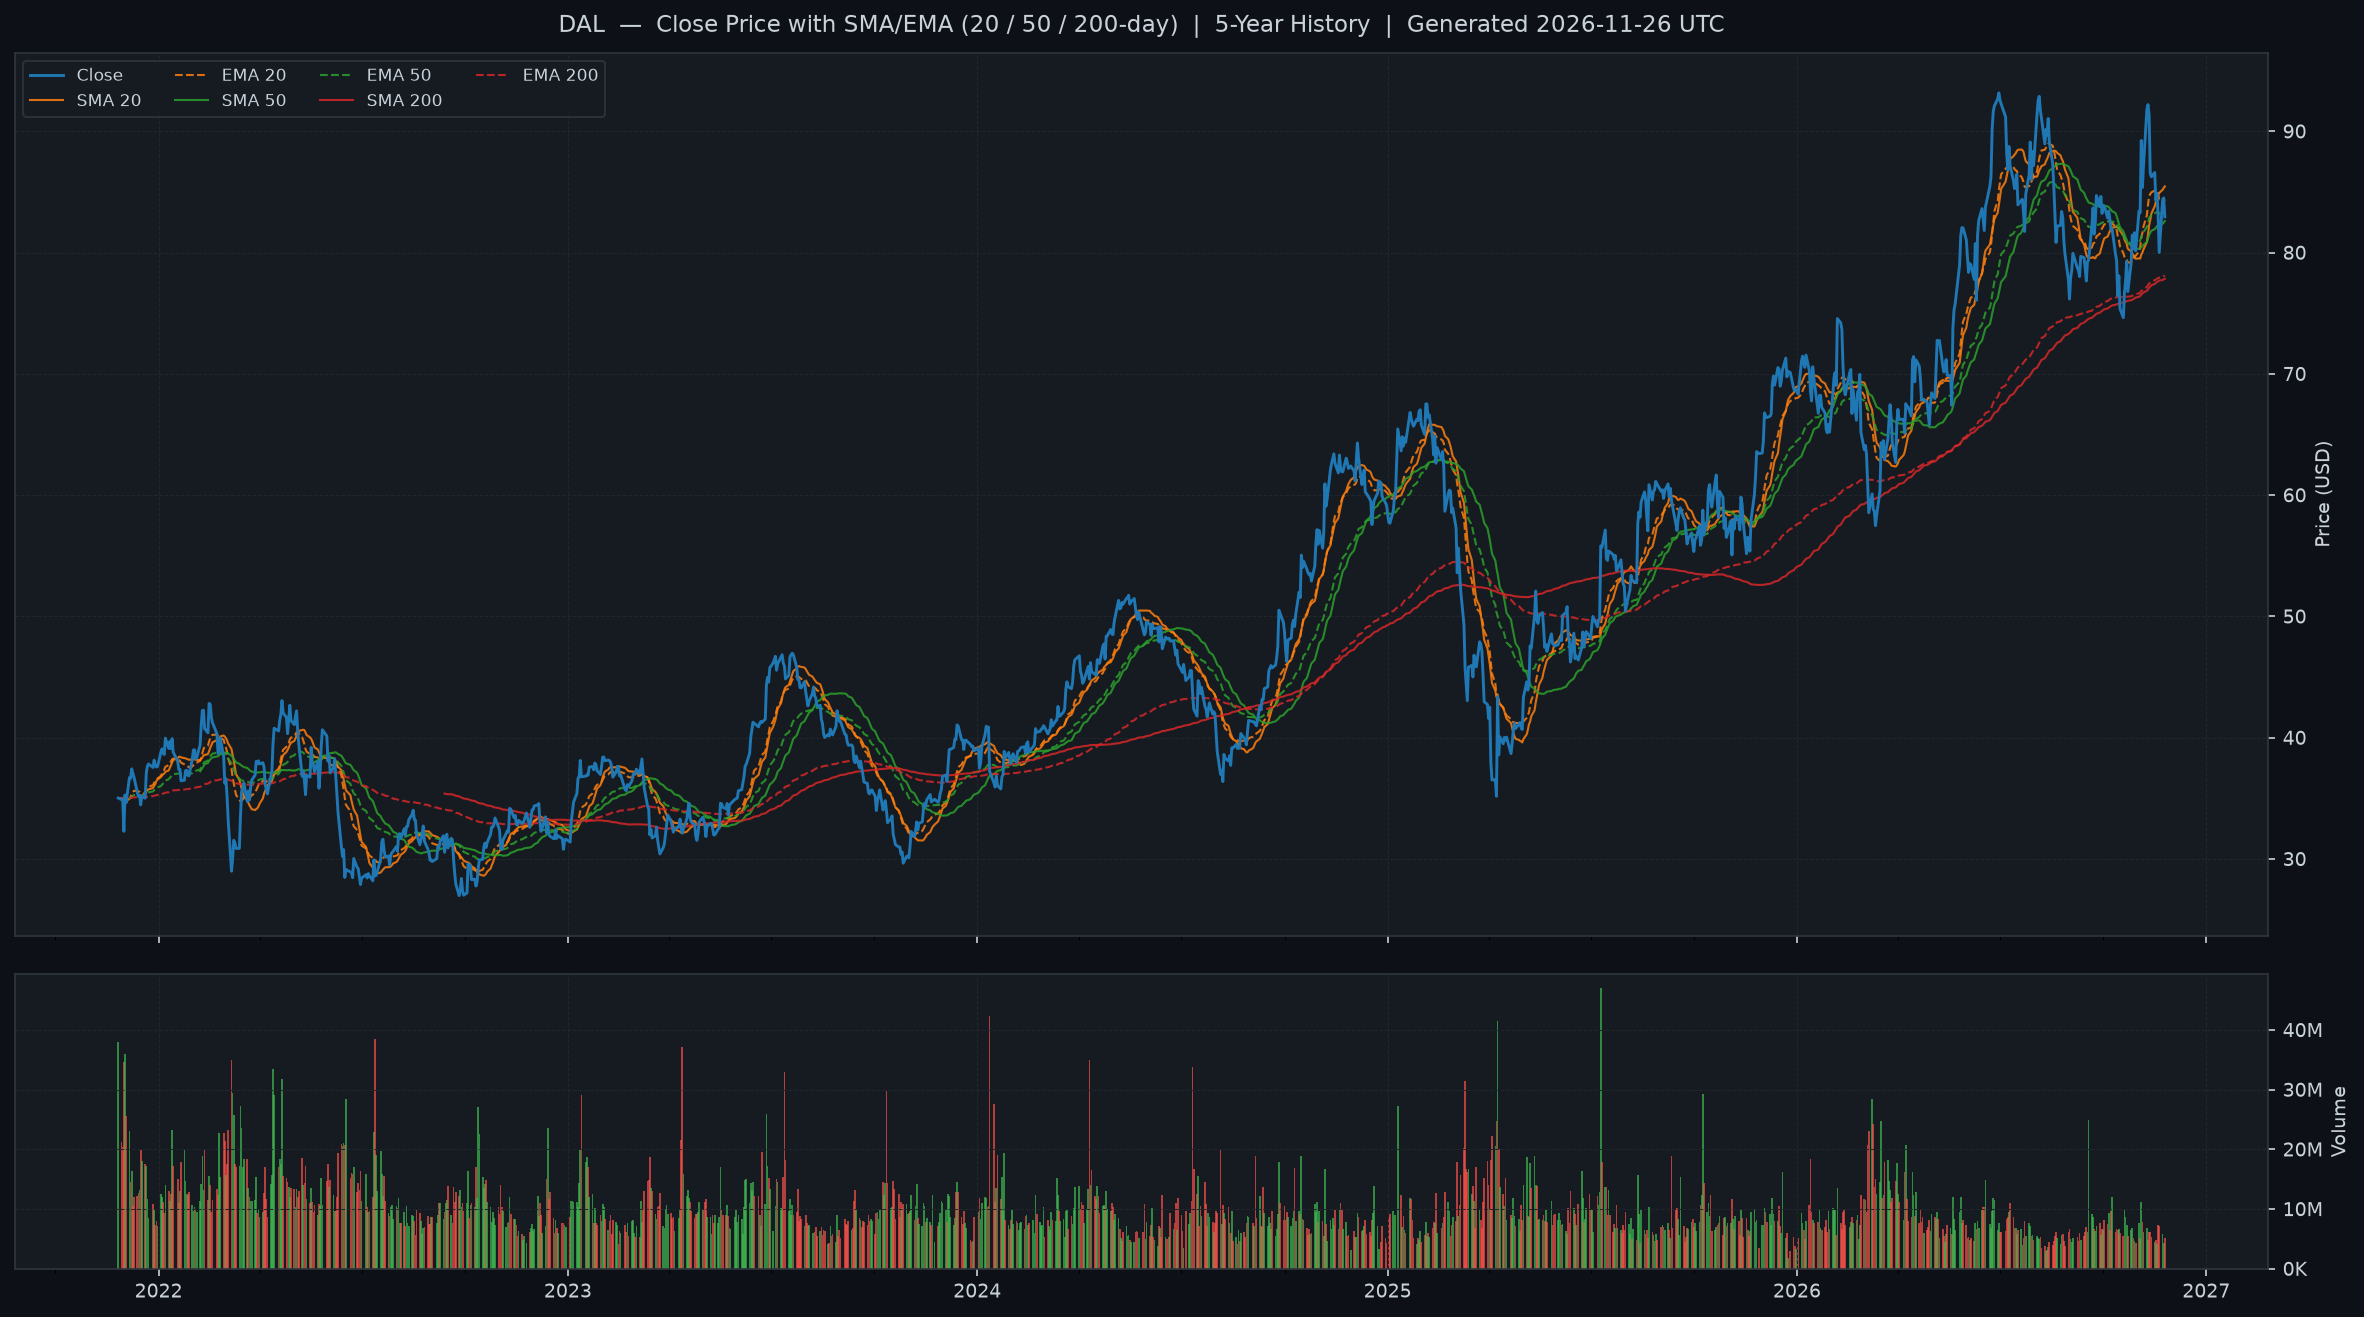 DAL — Close Price with SMA/EMA (20 / 50 / 200-day) | 5-Year History | Generated 2026-11-26 UTC
Close EMA 20 EMA 50 EMA 200
SMA 20 SMA 50 SMA 200
90
80
70
60
50
40
30
Price (USD)
40M
30M
20M
10M
0K
Volume
2022 2023 2024 2025 2026 2027